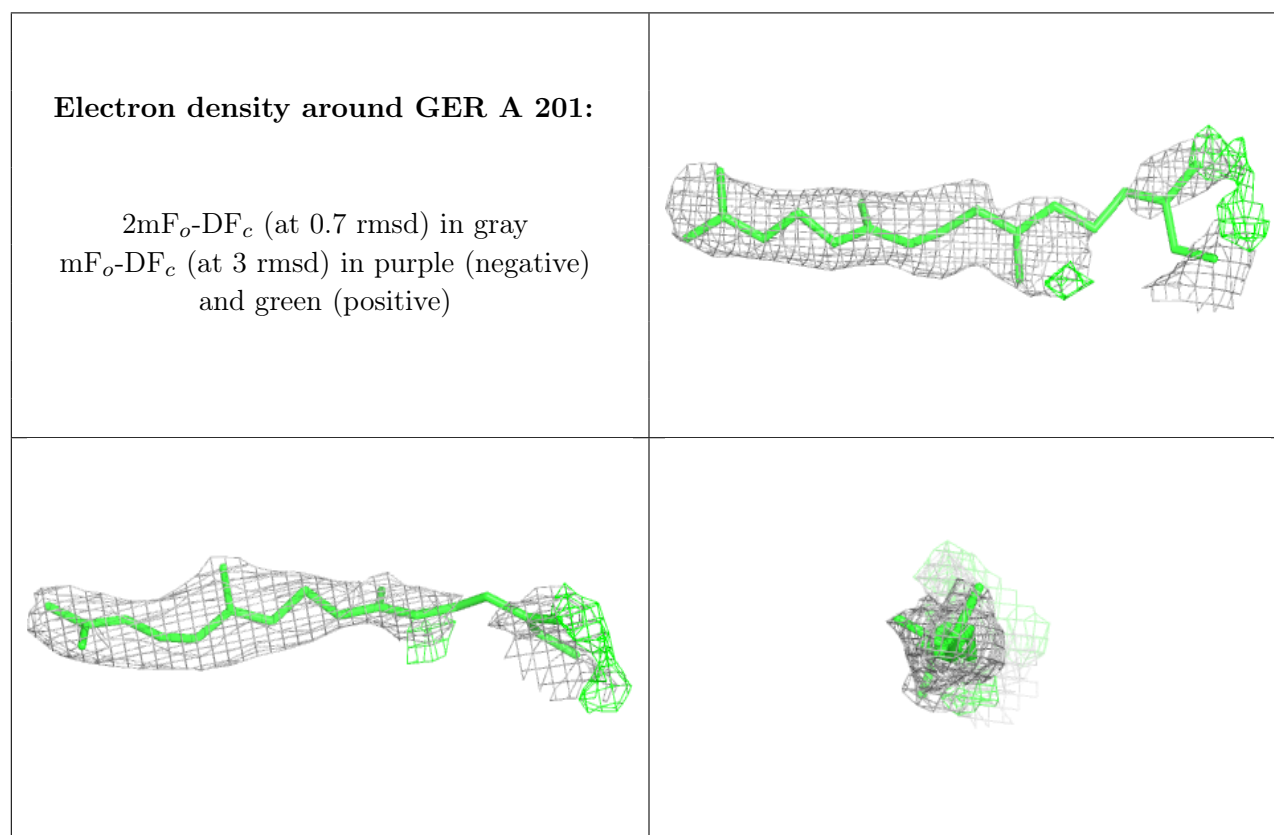 Electron density around GER A 201:
2mFₒ-DF𝑐 (at 0.7 rmsd) in gray
mFₒ-DF𝑐 (at 3 rmsd) in purple (negative)
and green (positive)